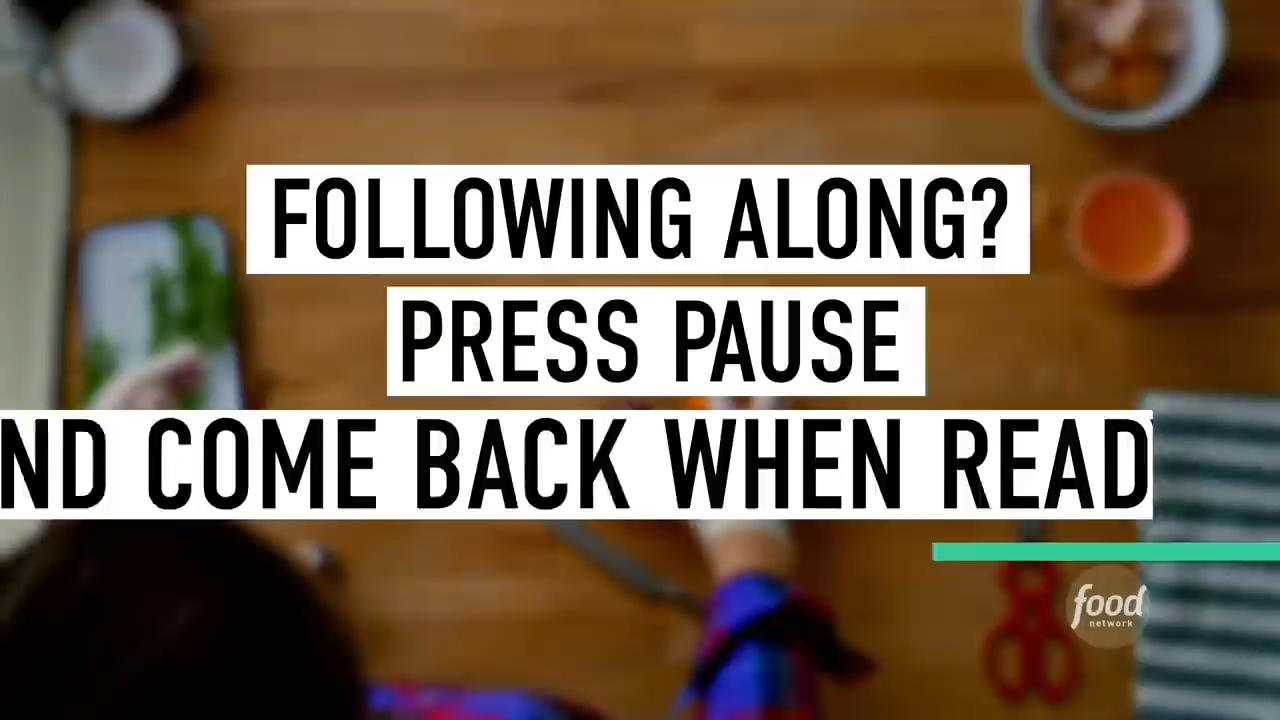 FOLLOWING ALONG?
PRESS PAUSE
ND COME BACK WHEN READ
food
network